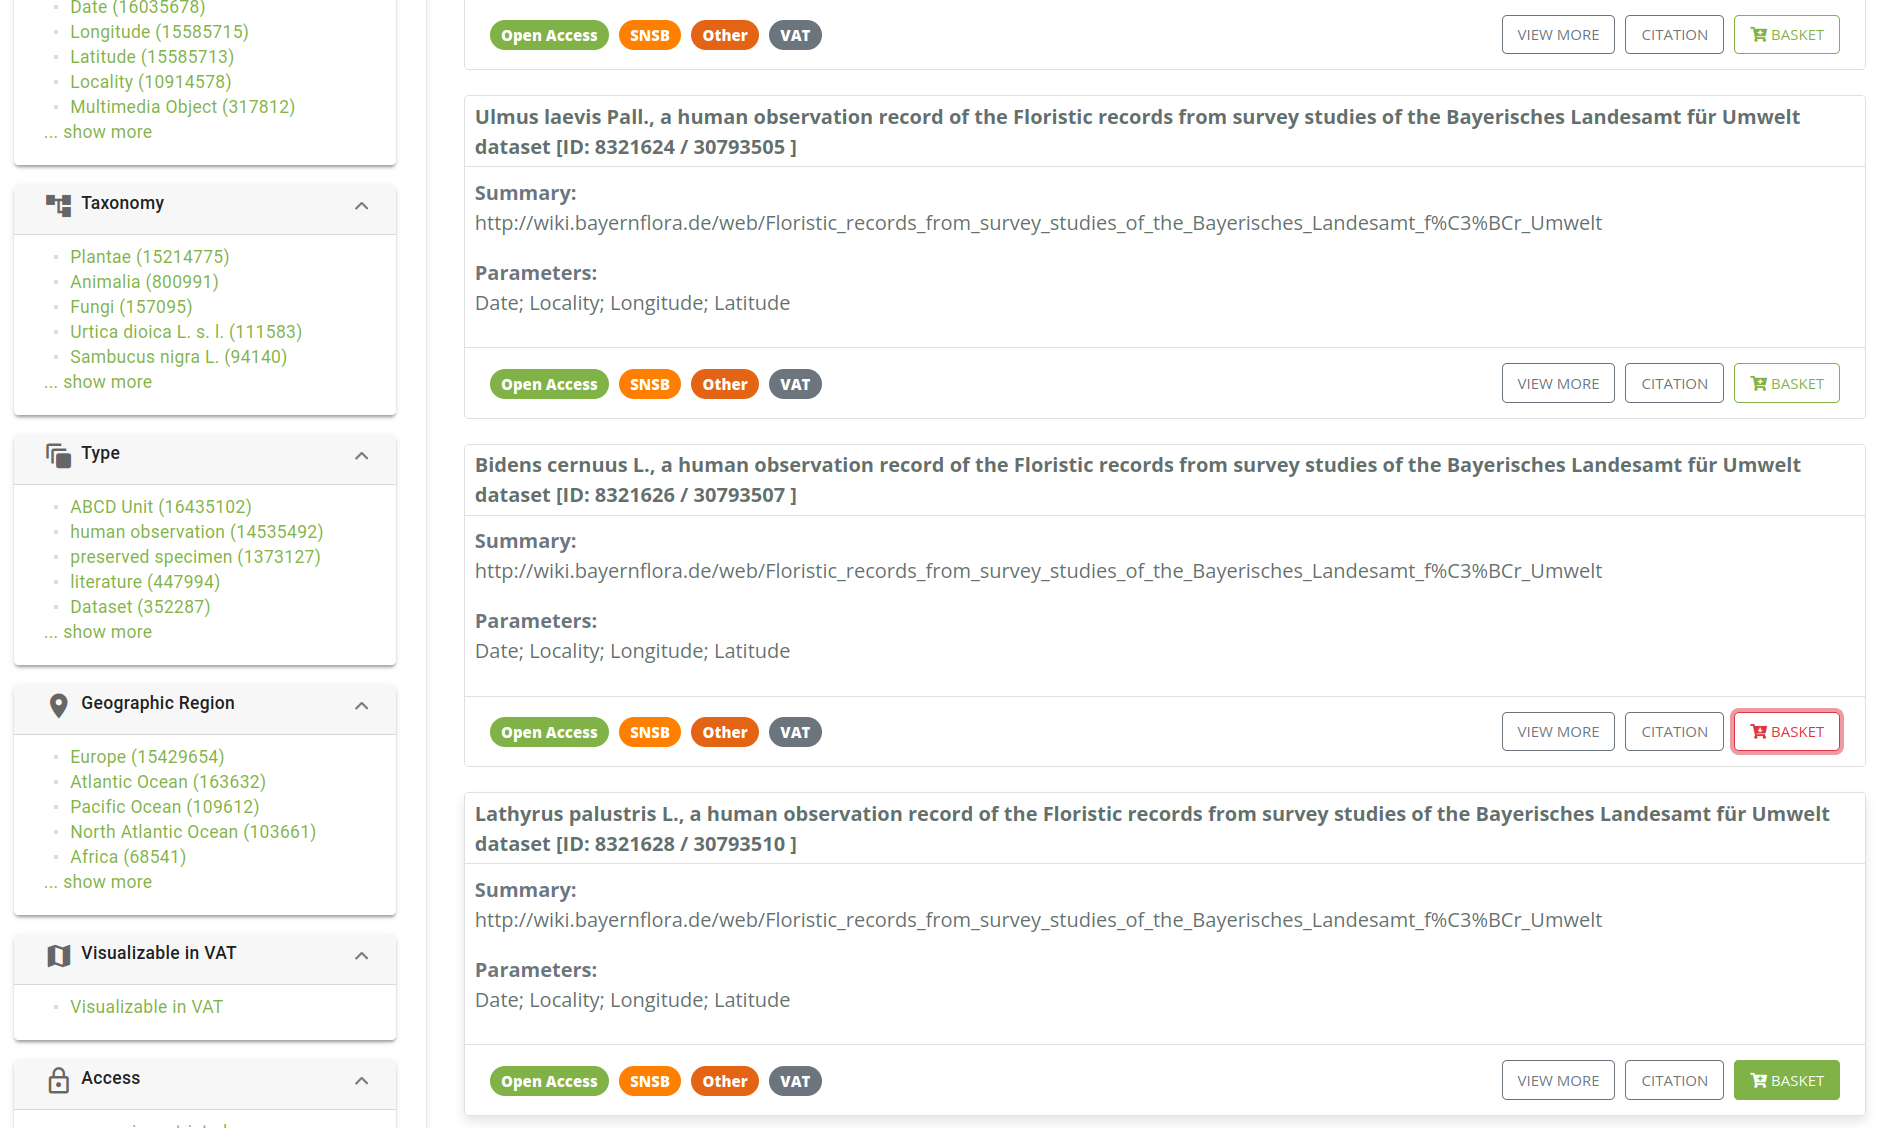 Date (16035678)
Longitude (15585715)
Latitude (15585713)
Locality (10914578)
Multimedia Object (317812)
... show more
Taxonomy
Plantae (15214775)
Animalia (800991)
Fungi (157095)
Urtica dioica L. s. l. (111583)
Sambucus nigra L. (94140)
... show more
Type
ABCD Unit (16435102)
human observation (14535492)
preserved specimen (1373127)
literature (447994)
Dataset (352287)
... show more
Geographic Region
Europe (15429654)
Atlantic Ocean (163632)
Pacific Ocean (109612)
North Atlantic Ocean (103661)
Africa (68541)
... show more
Visualizable in VAT
Visualizable in VAT
Access
Open Access SNSB Other VAT VIEW MORE CITATION BASKET
Ulmus laevis Pall., a human observation record of the Floristic records from survey studies of the Bayerisches Landesamt für Umwelt
dataset [ID: 8321624 / 30793505 ]
Summary:
http://wiki.bayernflora.de/web/Floristic_records_from_survey_studies_of_the_Bayerisches_Landesamt_f%C3%BCr_Umwelt
Parameters:
Date; Locality; Longitude; Latitude
Open Access SNSB Other VAT VIEW MORE CITATION BASKET
Bidens cernuus L., a human observation record of the Floristic records from survey studies of the Bayerisches Landesamt für Umwelt
dataset [ID: 8321626 / 30793507 ]
Summary:
http://wiki.bayernflora.de/web/Floristic_records_from_survey_studies_of_the_Bayerisches_Landesamt_f%C3%BCr_Umwelt
Parameters:
Date; Locality; Longitude; Latitude
Open Access SNSB Other VAT VIEW MORE CITATION BASKET
Lathyrus palustris L., a human observation record of the Floristic records from survey studies of the Bayerisches Landesamt für Umwelt
dataset [ID: 8321628 / 30793510 ]
Summary:
http://wiki.bayernflora.de/web/Floristic_records_from_survey_studies_of_the_Bayerisches_Landesamt_f%C3%BCr_Umwelt
Parameters:
Date; Locality; Longitude; Latitude
Open Access SNSB Other VAT VIEW MORE CITATION BASKET